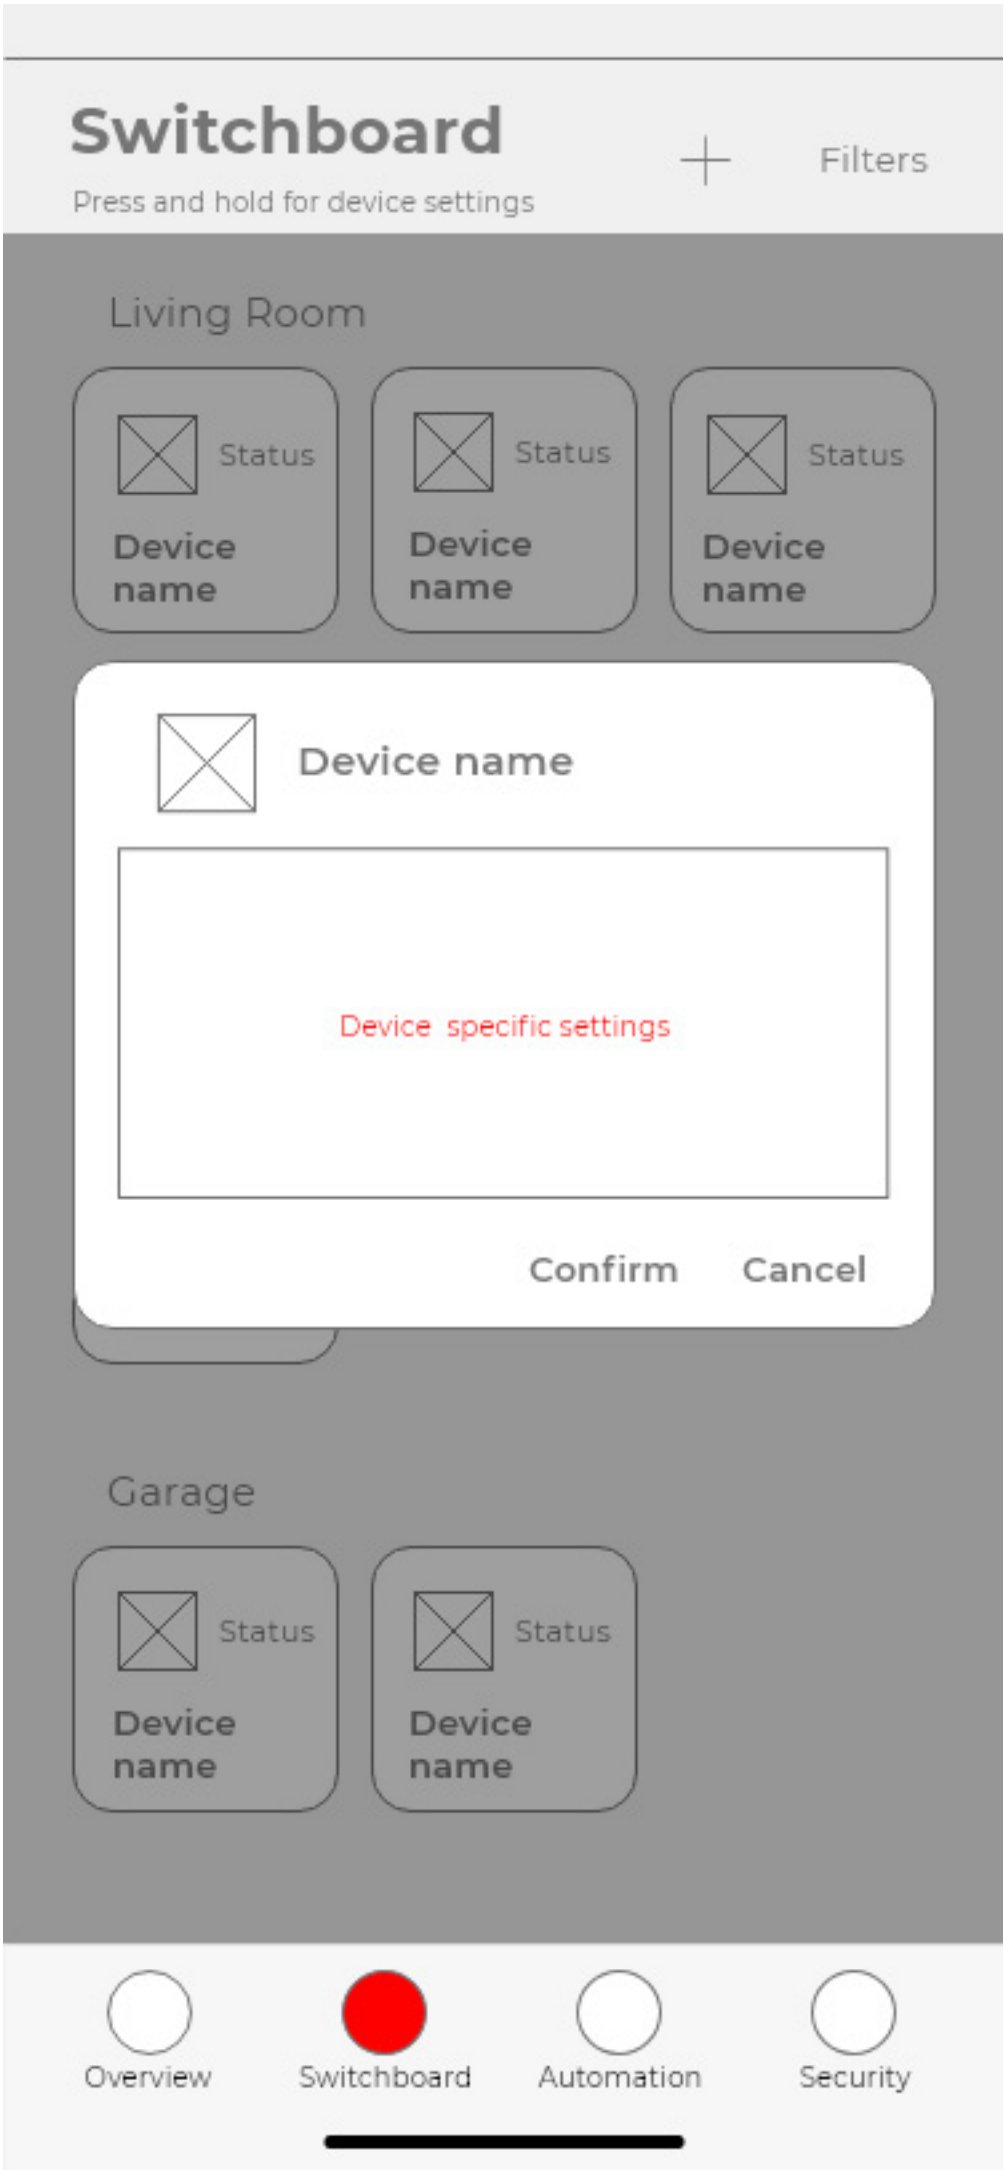 Switchboard
Filters
Press and hold for device settings
Living Room
Status Status Status
Device Device Device
name name name
Device name
Device specific settings
Confirm Cancel
Garage
Status Status
Device Device
name name
Overview Switchboard Automation Security